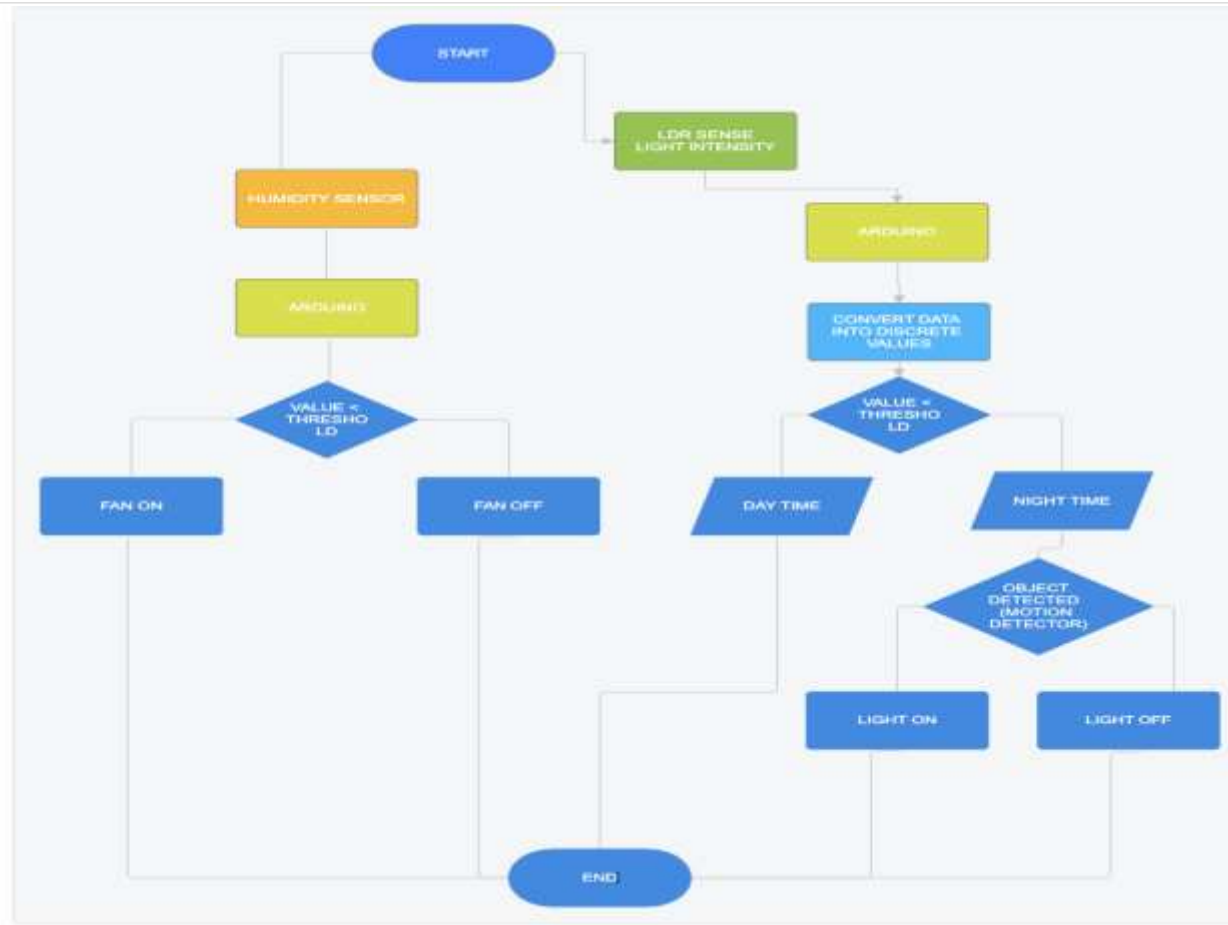 START
LDR SENSE
LIGHT INTENSITY
HUMIDITY SENSOR
ARDUINO
ARDUINO
CONVERT DATA
INTO DISCRETE
VALUES
VALUE <
THRESHO
LD
VALUE <
THRESHO
LD
FAN ON
FAN OFF
DAY TIME
NIGHT TIME
OBJECT
DETECTED
(MOTION
DETECTOR)
LIGHT ON
LIGHT OFF
END